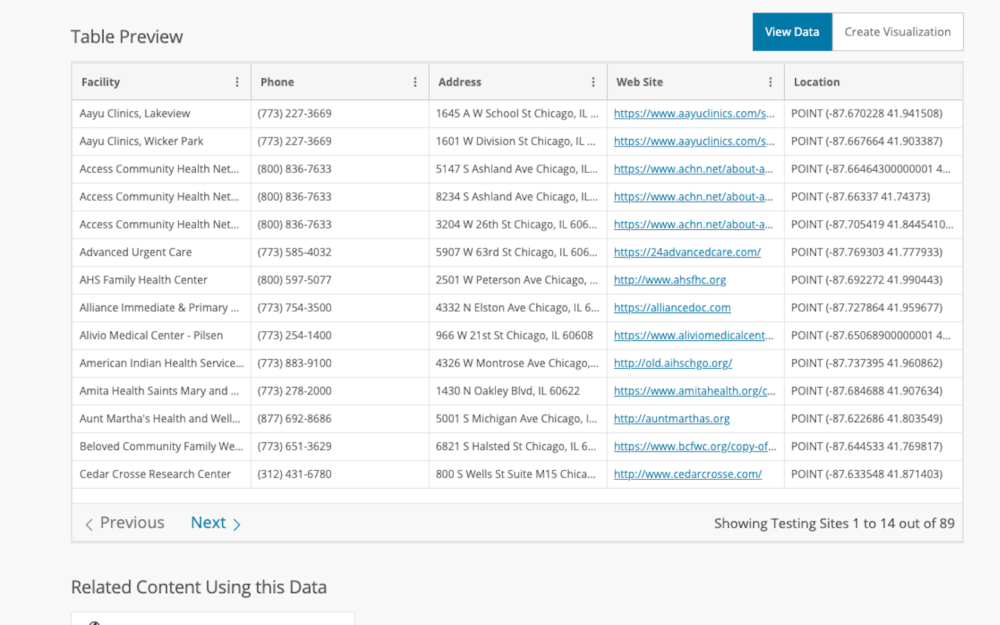 Table Preview
View Data
Create Visualization
Facility Phone Address Web Site Location
Aayu Clinics, Lakeview (773) 227-3669 1645 A W School St Chicago, IL ... https://www.aayuclinics.com/s... POINT (-87.670228 41.941508)
Aayu Clinics, Wicker Park (773) 227-3669 1601 W Division St Chicago, IL ... https://www.aayuclinics.com/s... POINT (-87.667664 41.903387)
Access Community Health Net... (800) 836-7633 5147 S Ashland Ave Chicago, IL... https://www.achn.net/about-a... POINT (-87.66464300000001 4...
Access Community Health Net... (800) 836-7633 8234 S Ashland Ave Chicago, IL... https://www.achn.net/about-a... POINT (-87.66337 41.74373)
Access Community Health Net... (800) 836-7633 3204 W 26th St Chicago, IL 606... https://www.achn.net/about-a... POINT (-87.705419 41.8445410...
Advanced Urgent Care (773) 585-4032 5907 W 63rd St Chicago, IL 606... https://24advancedcare.com/ POINT (-87.769303 41.777933)
AHS Family Health Center (800) 597-5077 2501 W Peterson Ave Chicago, ... http://www.ahsfhc.org POINT (-87.692272 41.990443)
Alliance Immediate & Primary ... (773) 754-3500 4332 N Elston Ave Chicago, IL 6... https://alliancedoc.com POINT (-87.727864 41.959677)
Alivio Medical Center - Pilsen (773) 254-1400 966 W 21st St Chicago, IL 60608 https://www.aliviomedicalcent... POINT (-87.65068900000001 4...
American Indian Health Service... (773) 883-9100 4326 W Montrose Ave Chicago,... http://old.aihschgo.org/ POINT (-87.737395 41.960862)
Amita Health Saints Mary and ... (773) 278-2000 1430 N Oakley Blvd, IL 60622 https://www.amitahealth.org/c... POINT (-87.684688 41.907634)
Aunt Martha's Health and Well... (877) 692-8686 5001 S Michigan Ave Chicago, I... http://auntmarthas.org POINT (-87.622686 41.803549)
Beloved Community Family We... (773) 651-3629 6821 S Halsted St Chicago, IL 6... https://www.bcfwc.org/copy-of... POINT (-87.644533 41.769817)
Cedar Crosse Research Center (312) 431-6780 800 S Wells St Suite M15 Chica... http://www.cedarcrosse.com/ POINT (-87.633548 41.871403)
Previous Next Showing Testing Sites 1 to 14 out of 89
Related Content Using this Data